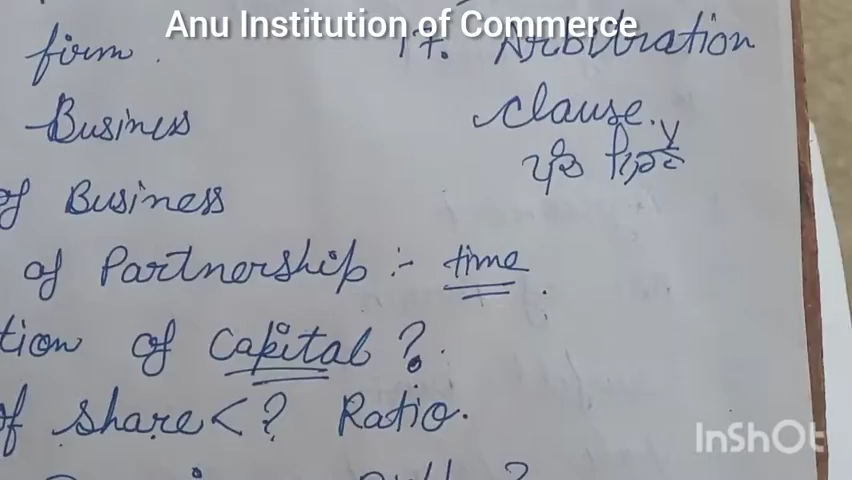 Anu Institution of Commerce
firm.
17. Arbitration
Business
clause.
of Business
of Partnership :- time.
tion of Capital ?.
of share < ? Ratio.
InShOt